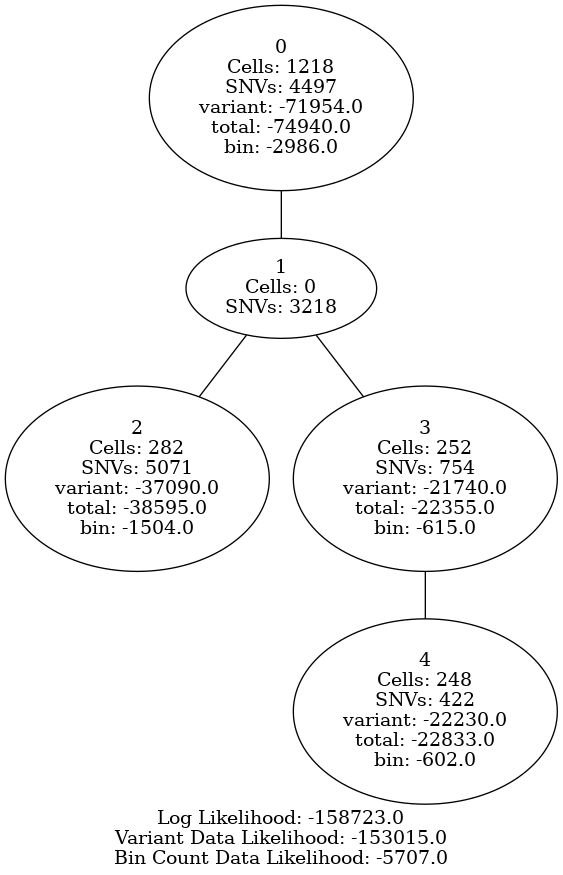 0
Cells: 1218
SNVs: 4497
variant: -71954.0
total: -74940.0
bin: -2986.0
1
Cells: 0
SNVs: 3218
2
Cells: 282
SNVs: 5071
variant: -37090.0
total: -38595.0
bin: -1504.0
3
Cells: 252
SNVs: 754
variant: -21740.0
total: -22355.0
bin: -615.0
4
Cells: 248
SNVs: 422
variant: -22230.0
total: -22833.0
bin: -602.0
Log Likelihood: -158723.0
Variant Data Likelihood: -153015.0
Bin Count Data Likelihood: -5707.0